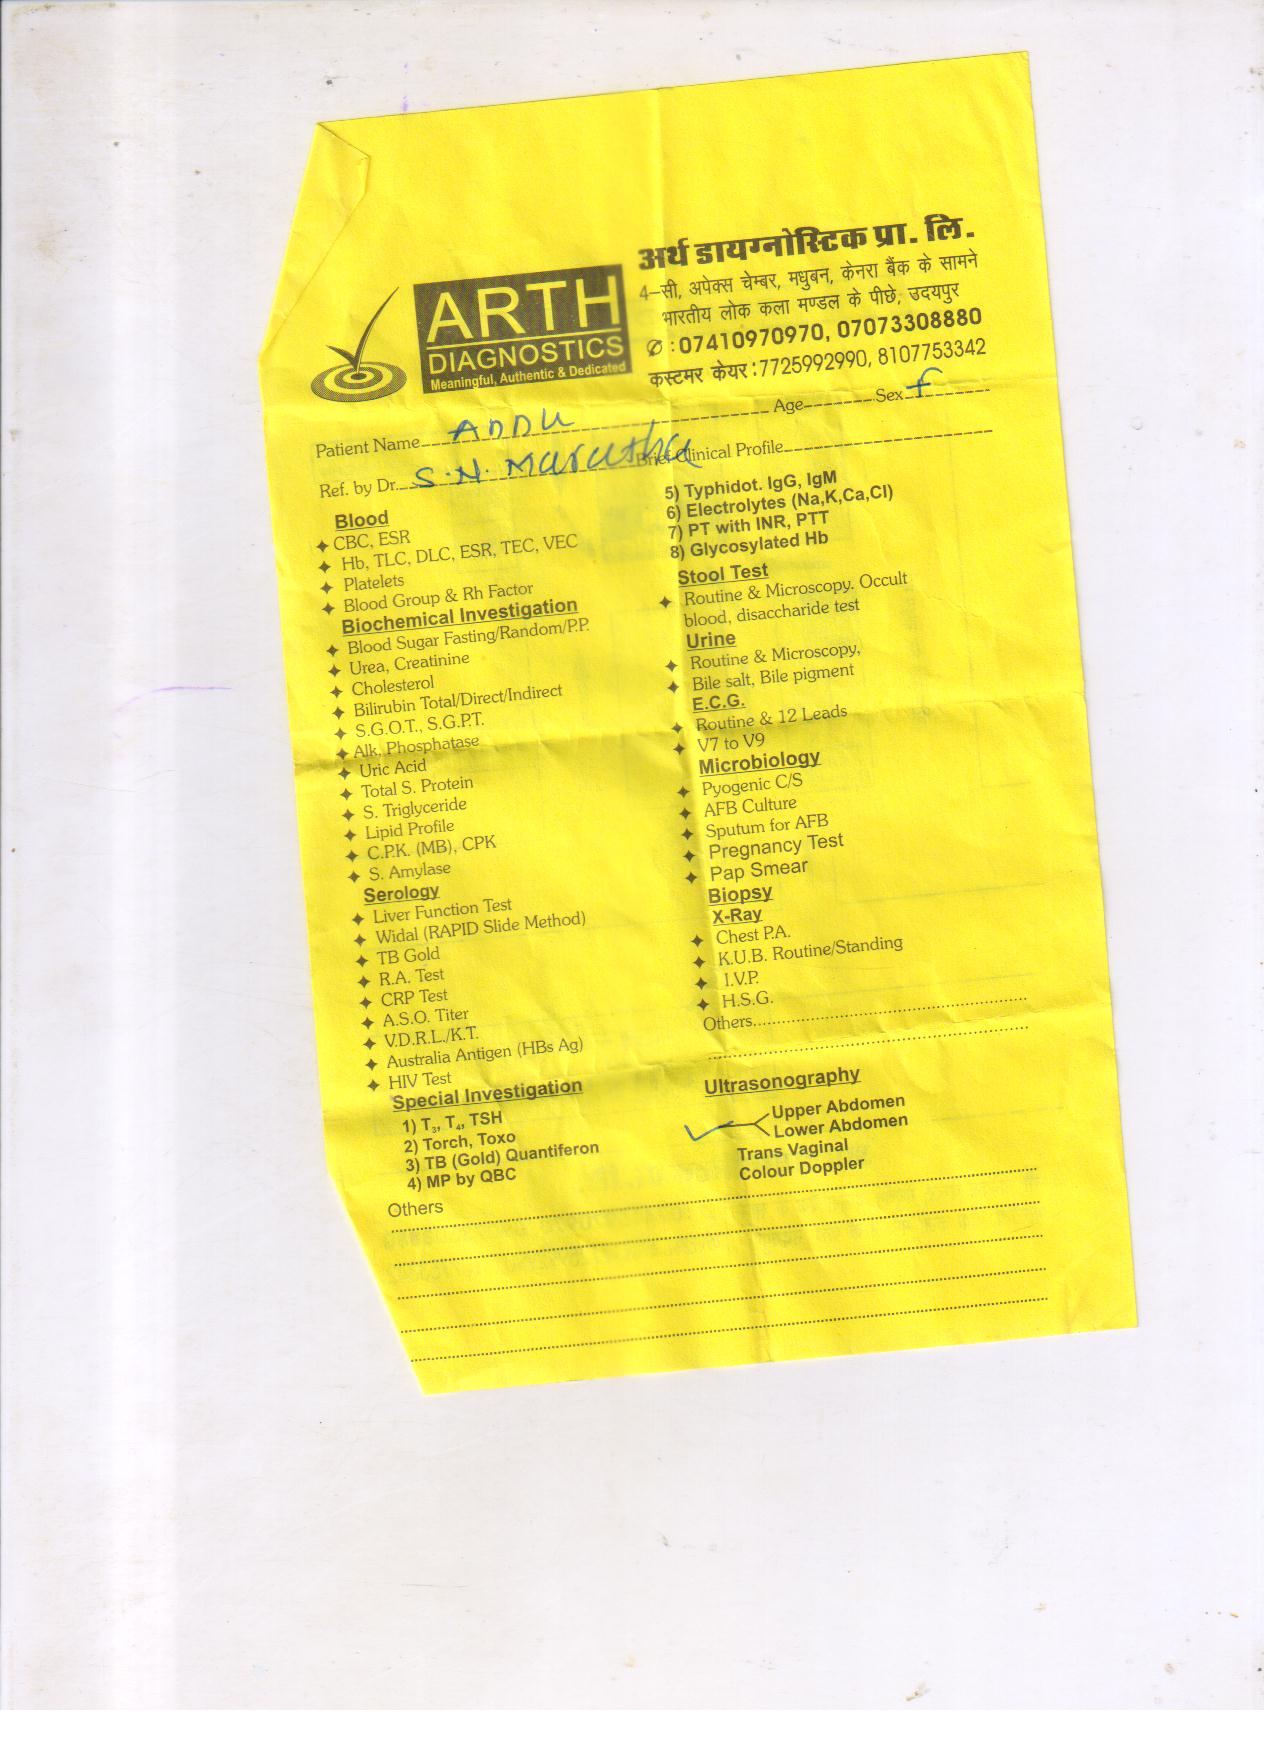 अर्थ डायग्नोस्टिक प्रा. लि.
4–सी, अपेक्स चेम्बर, मधुबन, केनरा बैंक के सामने
भारतीय लोक कला मण्डल के पीछे, उदयपुर
✆ : 07410970970, 07073308880
कस्टमर केयर : 7725992990, 8107753342
ARTH
DIAGNOSTICS
Meaningful, Authentic & Dedicated
Patient Name Age Sex f
Ref. by Dr. S.N. Brief Clinical Profile
Blood
CBC, ESR
Hb, TLC, DLC, ESR, TEC, VEC
Platelets
Blood Group & Rh Factor
Biochemical Investigation
Blood Sugar Fasting/Random/P.P.
Urea, Creatinine
Cholesterol
Bilirubin Total/Direct/Indirect
S.G.O.T., S.G.P.T.
Alk. Phosphatase
Uric Acid
Total S. Protein
S. Triglyceride
Lipid Profile
C.P.K. (MB), CPK
S. Amylase
Serology
Liver Function Test
Widal (RAPID Slide Method)
TB Gold
R.A. Test
CRP Test
A.S.O. Titer
V.D.R.L./K.T.
Australia Antigen (HBs Ag)
HIV Test
Special Investigation
1) T3, T4, TSH
2) Torch, Toxo
3) TB (Gold) Quantiferon
4) MP by QBC
5) Typhidot. IgG, IgM
6) Electrolytes (Na,K,Ca,Cl)
7) PT with INR, PTT
8) Glycosylated Hb
Stool Test
Routine & Microscopy. Occult
blood, disaccharide test
Urine
Routine & Microscopy,
Bile salt, Bile pigment
E.C.G.
Routine & 12 Leads
V7 to V9
Microbiology
Pyogenic C/S
AFB Culture
Sputum for AFB
Pregnancy Test
Pap Smear
Biopsy
X-Ray
Chest P.A.
K.U.B. Routine/Standing
I.V.P.
H.S.G.
Others
Ultrasonography
Upper Abdomen
Lower Abdomen
Trans Vaginal
Colour Doppler
Others